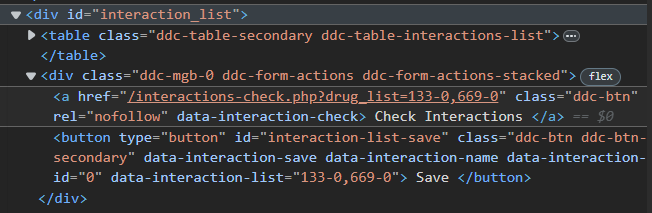 ▼<div id="interaction_list">
▶<table class="ddc-table-secondary ddc-table-interactions-list">…
</table>
▼<div class="ddc-mgb-0 ddc-form-actions ddc-form-actions-stacked"> flex
<a href="/interactions-check.php?drug_list=133-0,669-0" class="ddc-btn"
rel="nofollow" data-interaction-check> Check Interactions </a> == $0
<button type="button" id="interaction-list-save" class="ddc-btn ddc-btn-
secondary" data-interaction-save data-interaction-name data-interaction-
id="0" data-interaction-list="133-0,669-0"> Save </button>
</div>